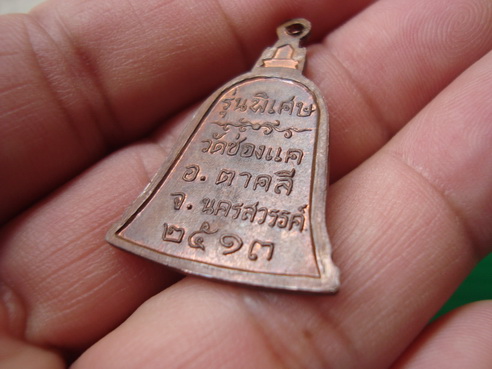 รุ่นพิเศษ
วัดช่องแค
อ. ตาคลี
จ. นครสวรรค์
๒๕๑๓